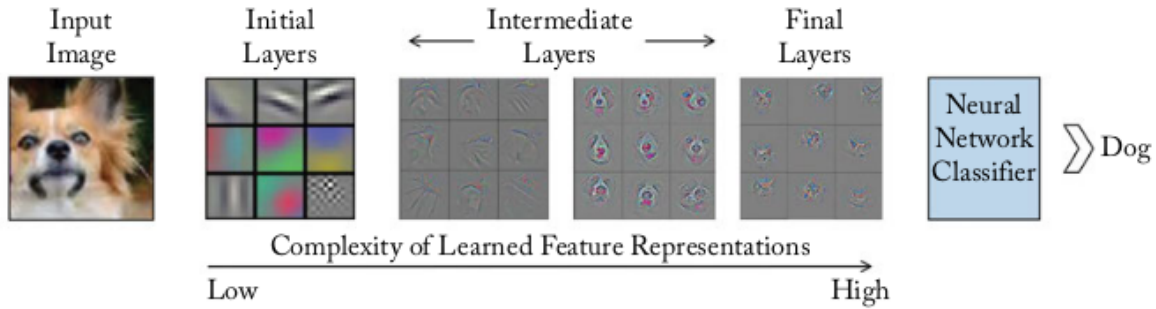 Input
Image
Initial
Layers
Intermediate
Layers
Final
Layers
Neural
Network
Classifier
Dog
Complexity of Learned Feature Representations
Low
High